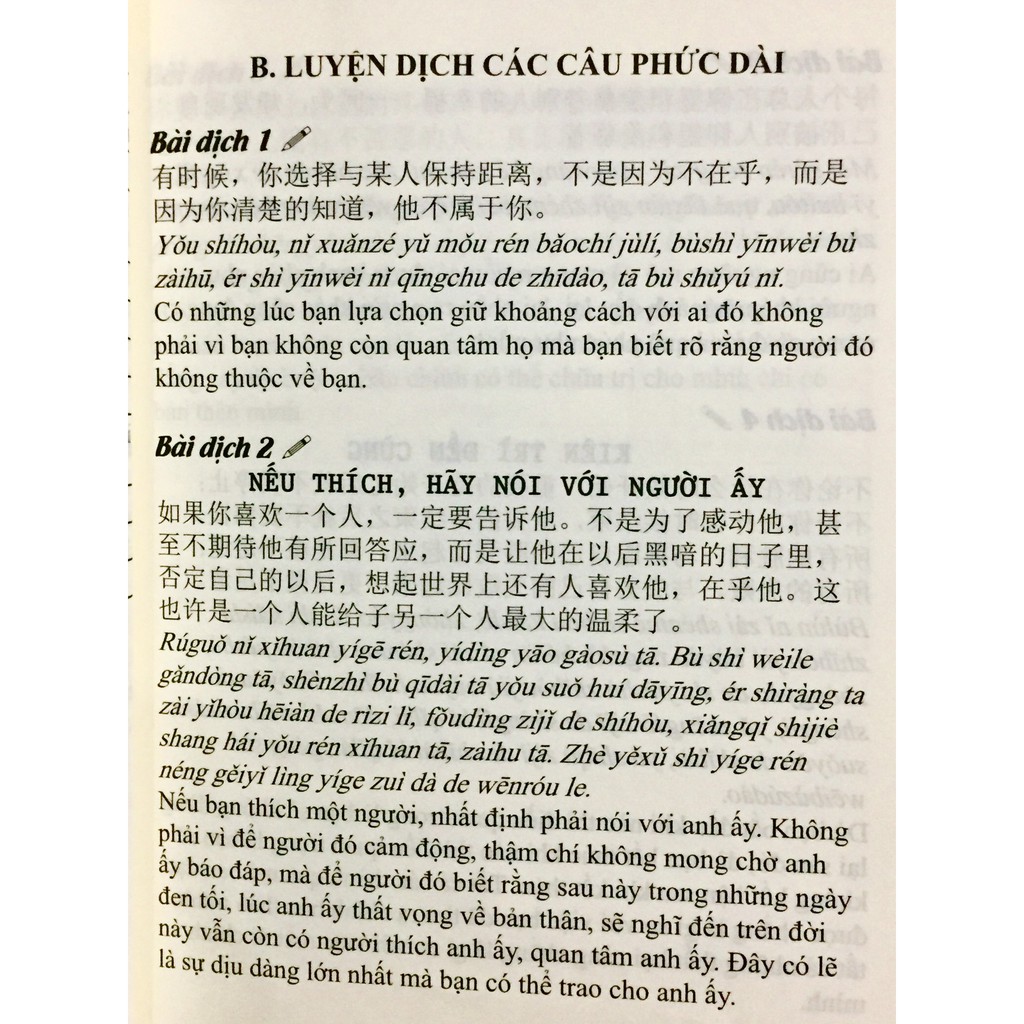 B. LUYỆN DỊCH CÁC CÂU PHỨC DÀI
Bài dịch 1
有时候，你选择与某人保持距离，不是因为不在乎，而是
因为你清楚的知道，他不属于你。
Yǒu shíhòu, nǐ xuǎnzé yǔ mǒu rén bǎochí jùlí, bùshì yīnwèi bù
zàihū, ér shì yīnwèi nǐ qīngchu de zhīdào, tā bù shǔyú nǐ.
Có những lúc bạn lựa chọn giữ khoảng cách với ai đó không
phải vì bạn không còn quan tâm họ mà bạn biết rõ rằng người đó
không thuộc về bạn.
Bài dịch 2
NẾU THÍCH, HÃY NÓI VỚI NGƯỜI ẤY
如果你喜欢一个人，一定要告诉他。不是为了感动他，甚
至不期待他有所回答应，而是让他在以后黑喑的日子里，
否定自己的以后，想起世界上还有人喜欢他，在乎他。这
也许是一个人能给子另一个人最大的温柔了。
Rúguǒ nǐ xǐhuan yígē rén, yídìng yāo gàosù tā. Bù shì wèile
gǎndòng tā, shènzhì bù qīdài tā yǒu suǒ huí dāyīng, ér shìràng ta
zài yǐhòu hēiàn de rìzi lǐ, fǒudìng zìjǐ de shíhòu, xiǎngqǐ shìjiè
shang hái yǒu rén xǐhuan tā, zàihu tā. Zhè yěxǔ shì yíge rén
néng gěiyǐ lìng yíge zuì dà de wēnróu le.
Nếu bạn thích một người, nhất định phải nói với anh ấy. Không
phải vì để người đó cảm động, thậm chí không mong chờ anh
ấy báo đáp, mà để người đó biết rằng sau này trong những ngày
đen tối, lúc anh ấy thất vọng về bản thân, sẽ nghĩ đến trên đời
này vẫn còn có người thích anh ấy, quan tâm anh ấy. Đây có lẽ
là sự dịu dàng lớn nhất mà bạn có thể trao cho anh ấy.